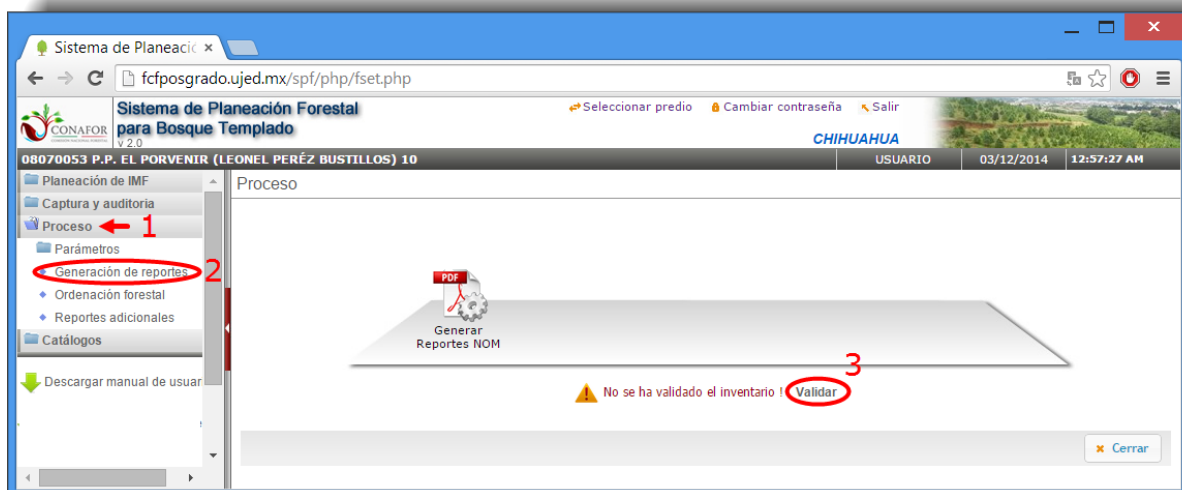 Sistema de Planeació
fcfposgrado.ujed.mx/spf/php/fset.php
CONAFOR
Sistema de Planeación Forestal
para Bosque Templado
v 2.0
Seleccionar predio Cambiar contraseña Salir
CHIHUAHUA
08070053 P.P. EL PORVENIR (LEONEL PERÉZ BUSTILLOS) 10 USUARIO 03/12/2014 12:57:27 AM
Planeación de IMF
Captura y auditoria
Proceso 1
Parámetros
Generación de reportes 2
Ordenación forestal
Reportes adicionales
Catálogos
Descargar manual de usuar
Proceso
PDF
Generar
Reportes NOM
3
No se ha validado el inventario ! Validar
Cerrar